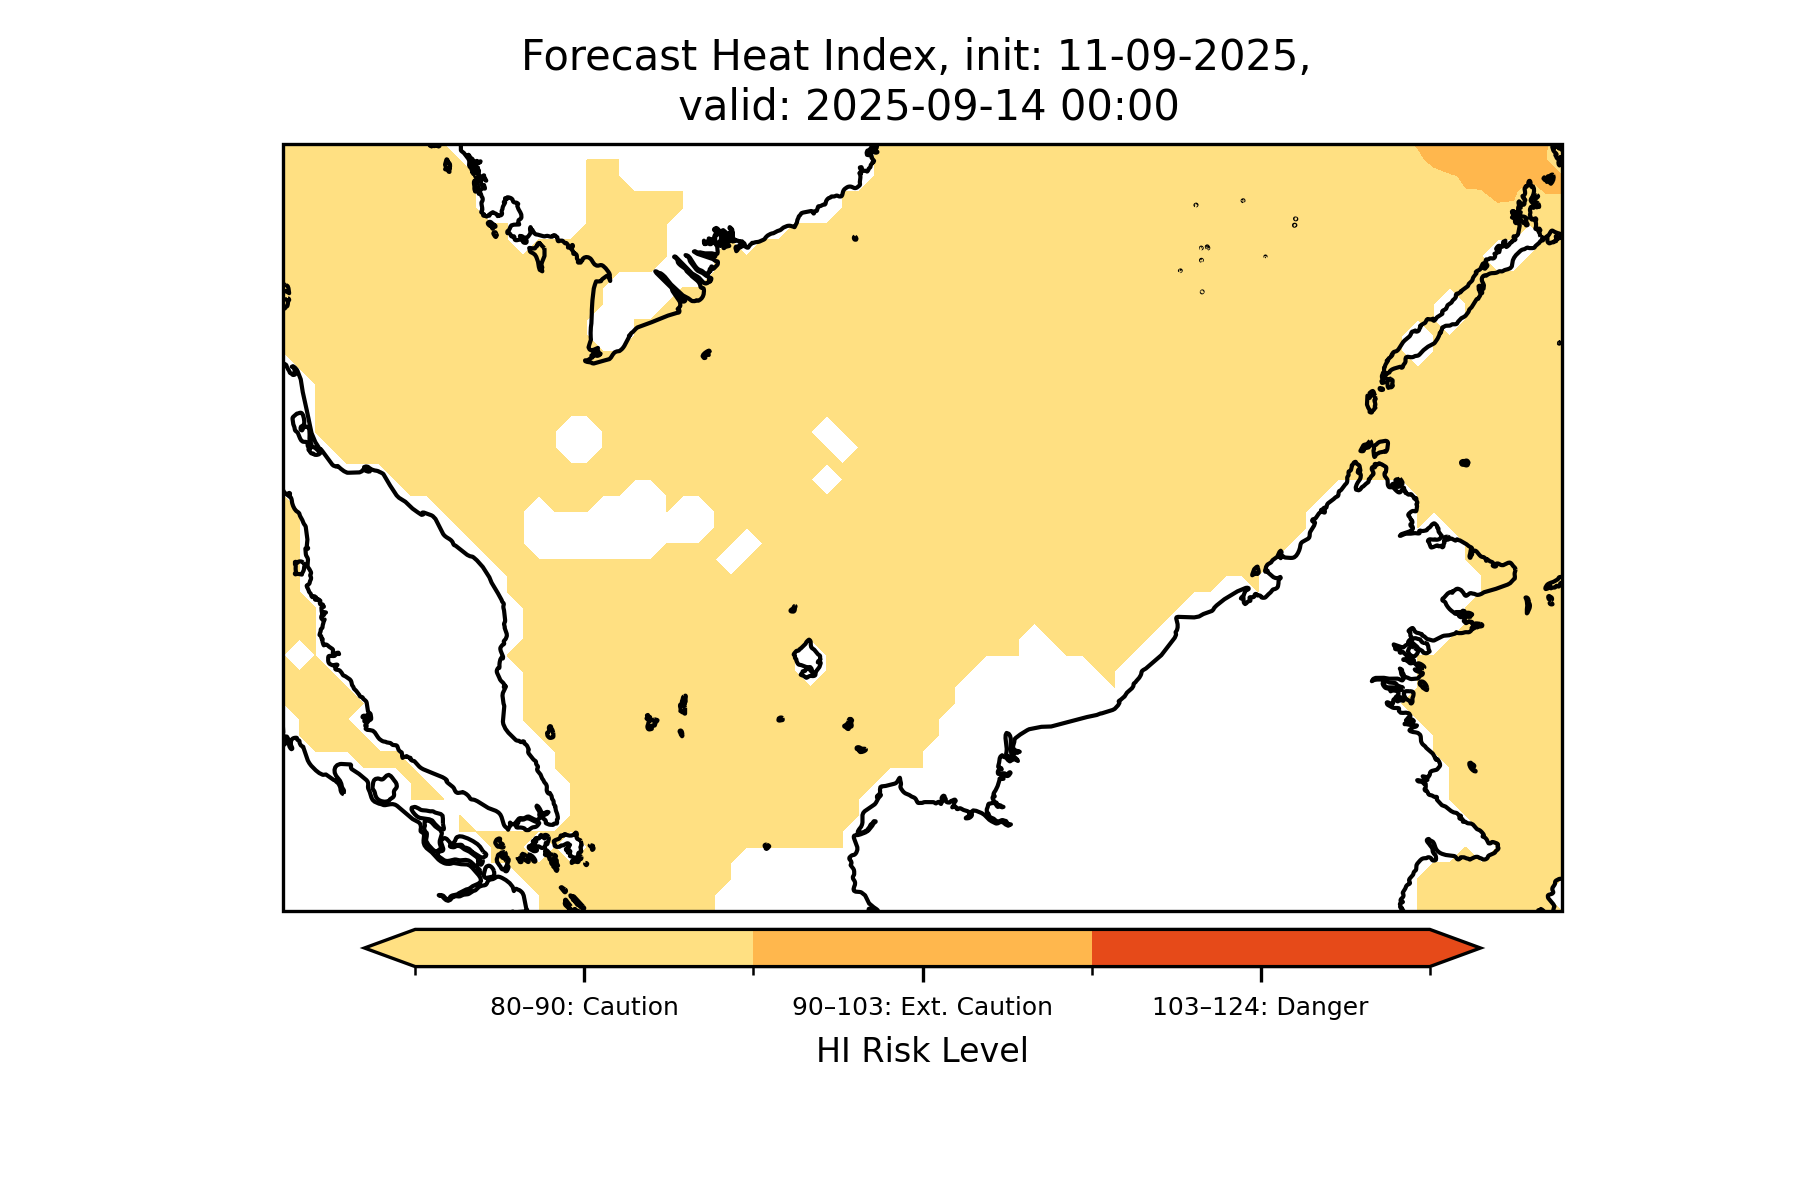 Forecast Heat Index, init: 11-09-2025,
valid: 2025-09-14 00:00
80–90: Caution
90–103: Ext. Caution
103–124: Danger
HI Risk Level